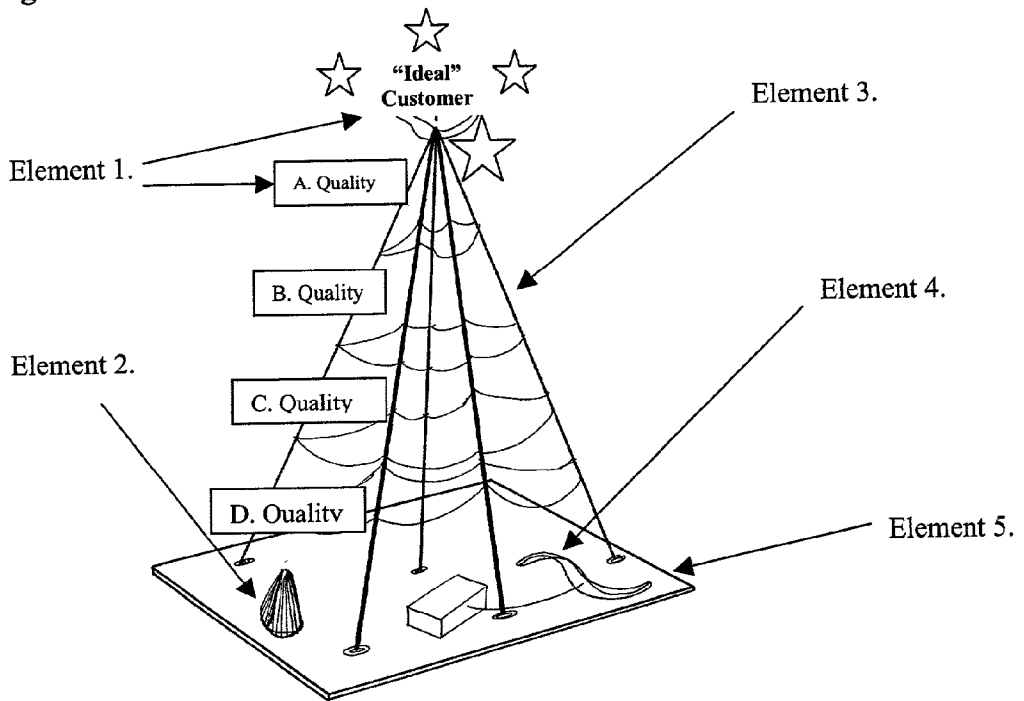 "Ideal"
Customer
Element 3.
Element 1.
A. Quality
B. Quality
Element 4.
Element 2.
C. Quality
D. Quality
Element 5.